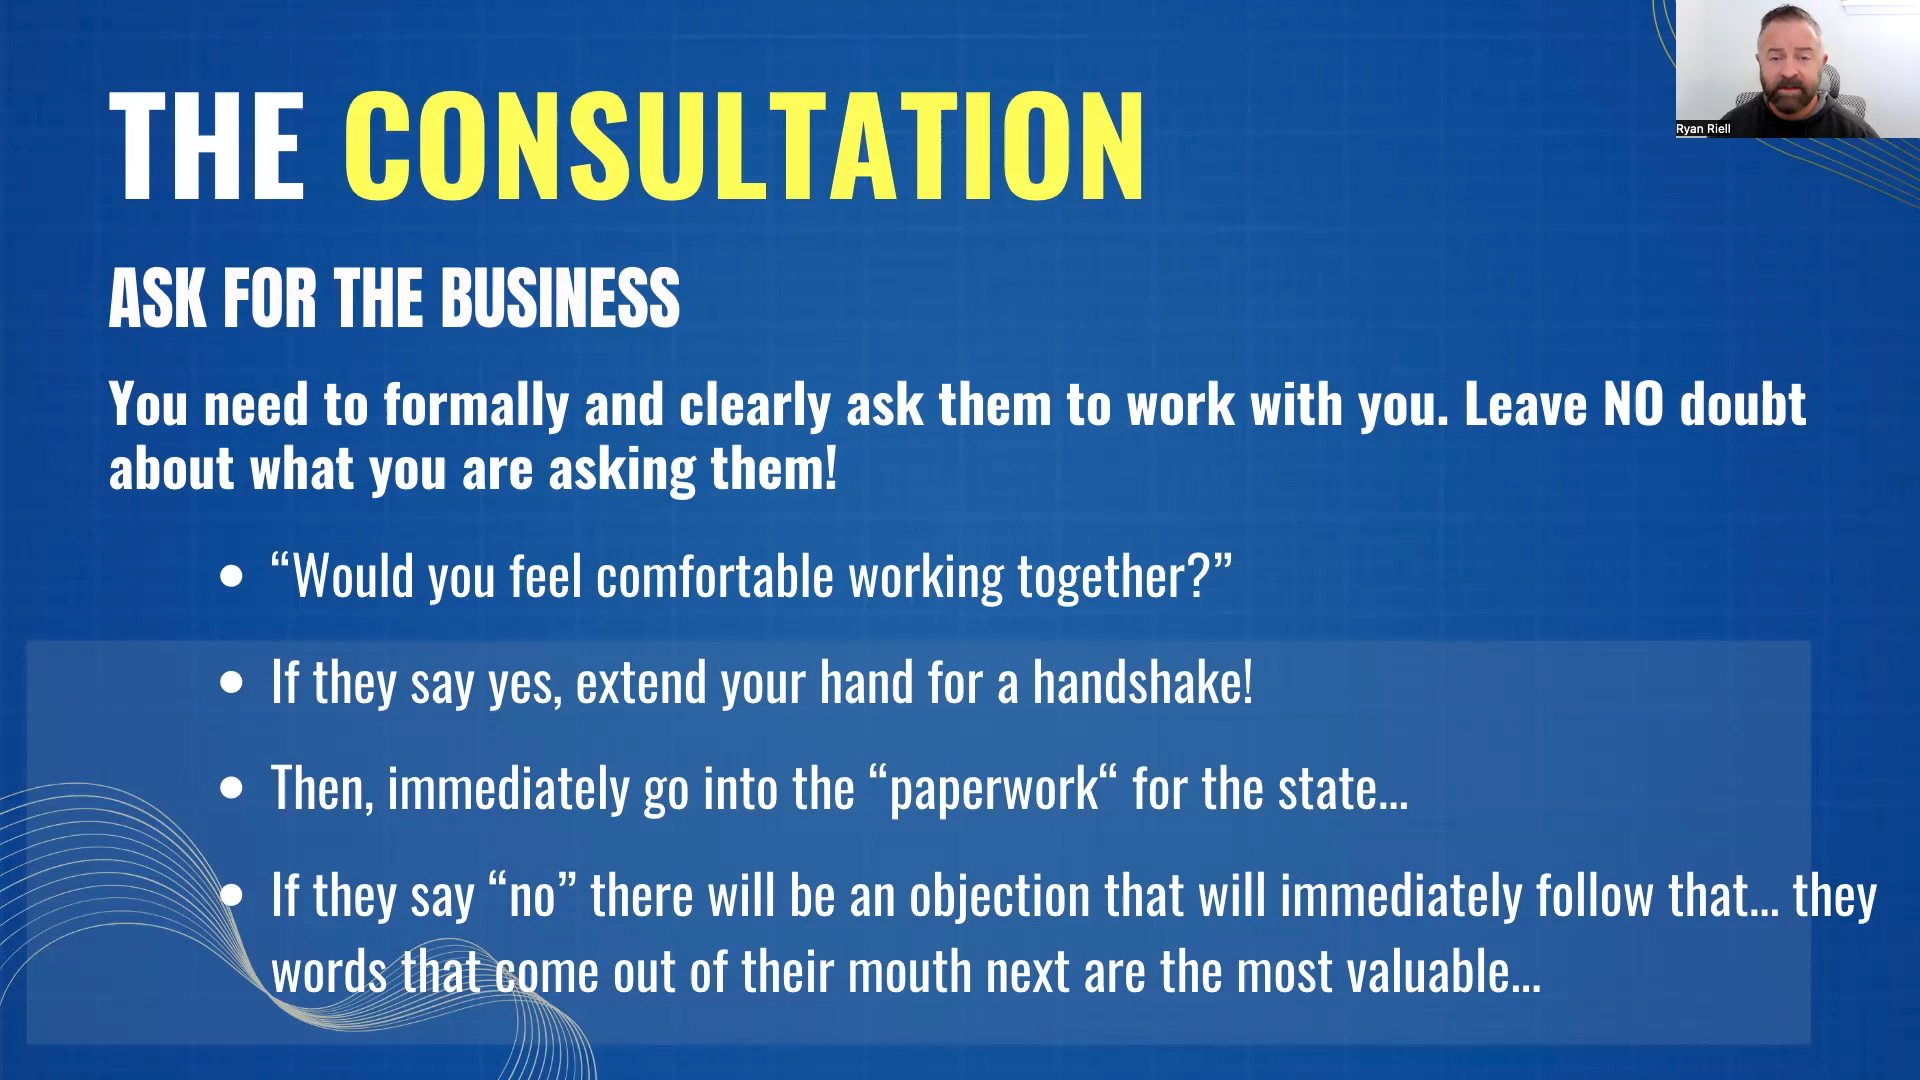 THE CONSULTATION
Ryan Riell
ASK FOR THE BUSINESS
You need to formally and clearly ask them to work with you. Leave NO doubt
about what you are asking them!
• “Would you feel comfortable working together?”
• If they say yes, extend your hand for a handshake!
• Then, immediately go into the “paperwork“ for the state...
• If they say “no” there will be an objection that will immediately follow that... they
words that come out of their mouth next are the most valuable...